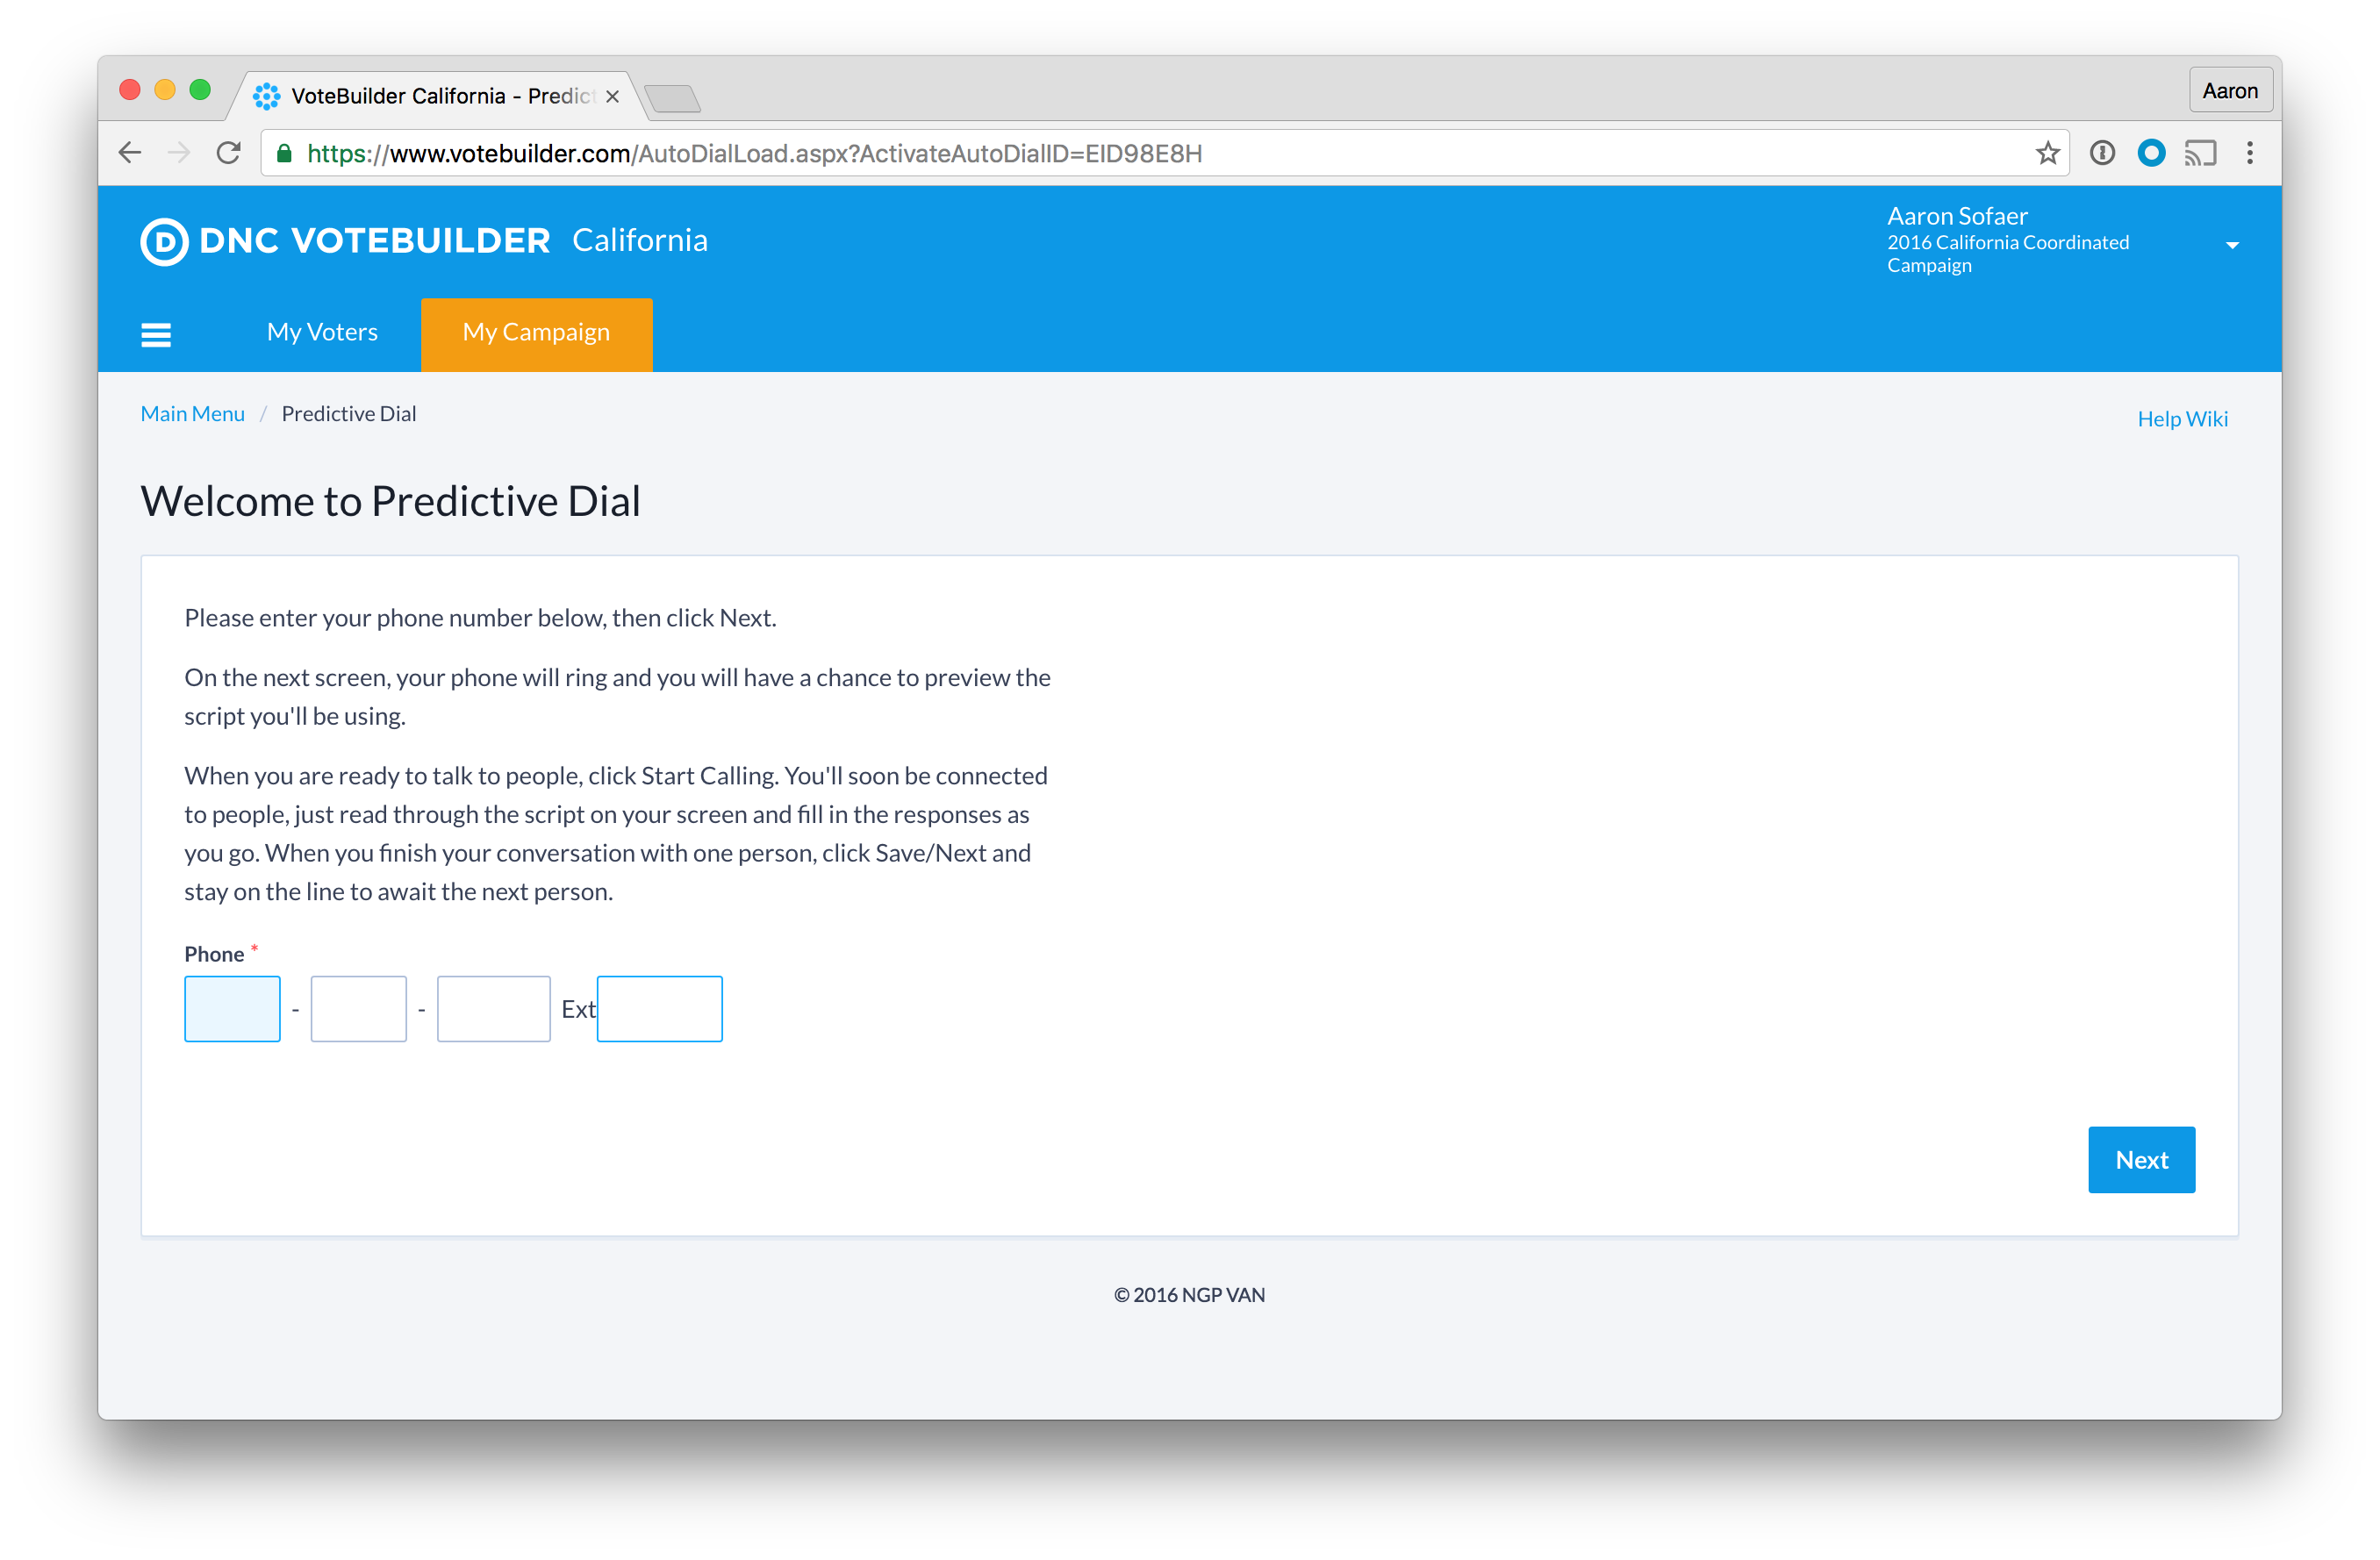 VoteBuilder California - Predict
Aaron
https://www.votebuilder.com/AutoDialLoad.aspx?ActivateAutoDialID=EID98E8H
DNC VOTEBUILDER California
Aaron Sofaer
2016 California Coordinated
Campaign
My Voters
My Campaign
Main Menu / Predictive Dial
Help Wiki
Welcome to Predictive Dial
Please enter your phone number below, then click Next.
On the next screen, your phone will ring and you will have a chance to preview the
script you'll be using.
When you are ready to talk to people, click Start Calling. You'll soon be connected
to people, just read through the script on your screen and fill in the responses as
you go. When you finish your conversation with one person, click Save/Next and
stay on the line to await the next person.
Phone *
- - Ext
Next
© 2016 NGP VAN